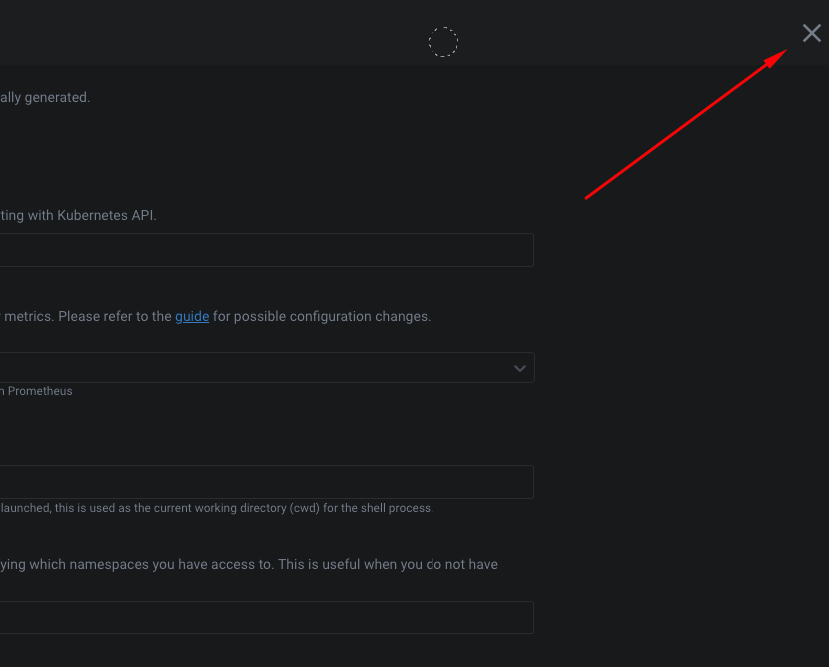 ally generated.
ting with Kubernetes API.
metrics. Please refer to the guide for possible configuration changes.
Prometheus
launched, this is used as the current working directory (cwd) for the shell process
ying which namespaces you have access to. This is useful when you do not have